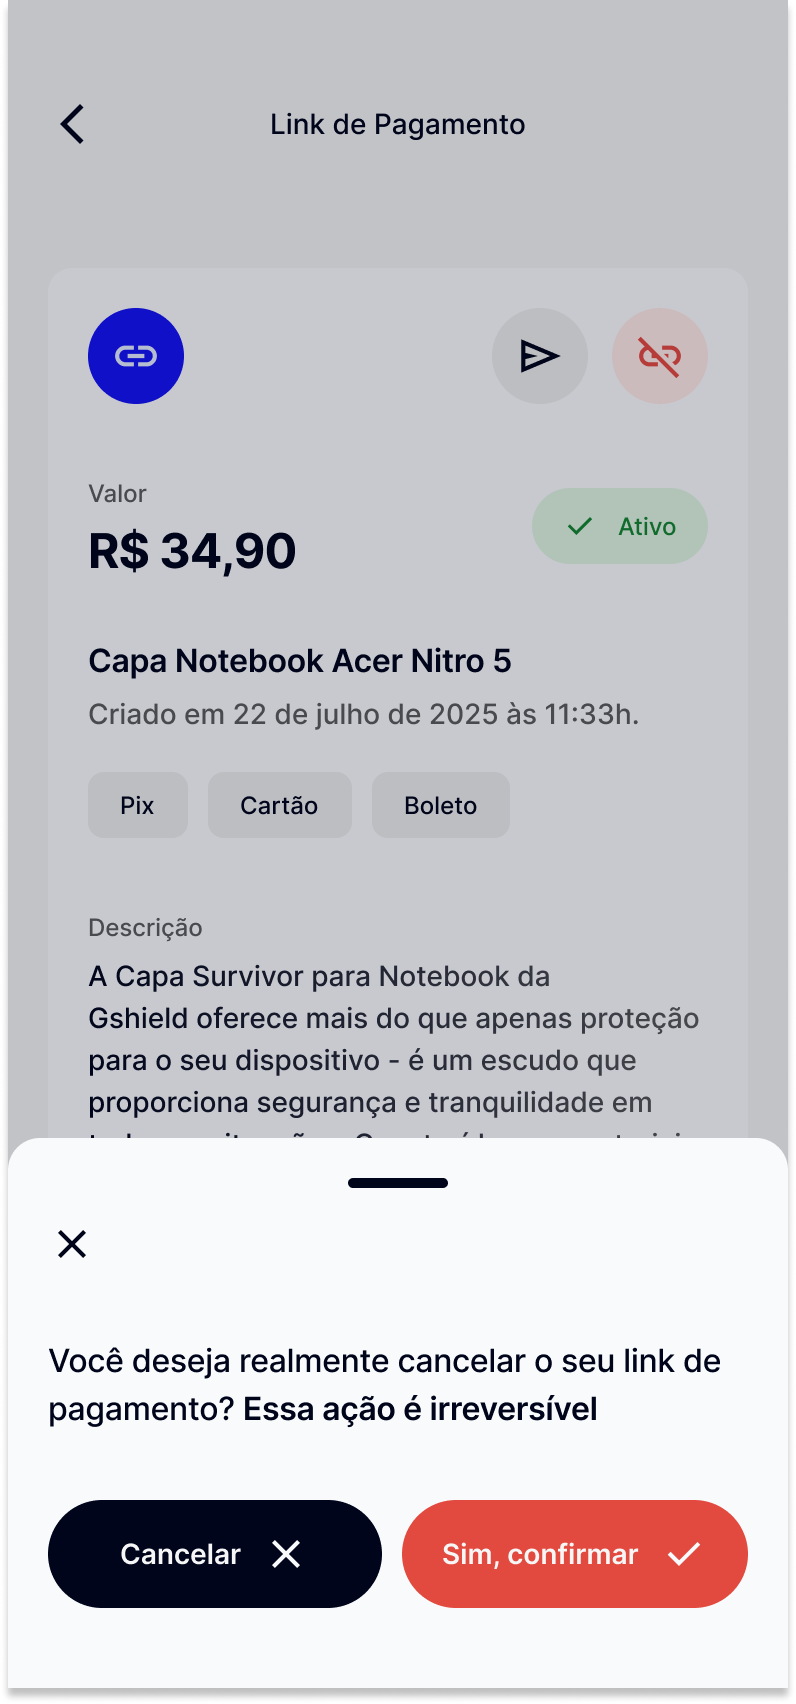 Link de Pagamento
Valor
R$ 34,90
Ativo
Capa Notebook Acer Nitro 5
Criado em 22 de julho de 2025 às 11:33h.
Pix
Cartão
Boleto
Descrição
A Capa Survivor para Notebook da
Gshield oferece mais do que apenas proteção
para o seu dispositivo - é um escudo que
proporciona segurança e tranquilidade em
Você deseja realmente cancelar o seu link de
pagamento? Essa ação é irreversível
Cancelar
Sim, confirmar